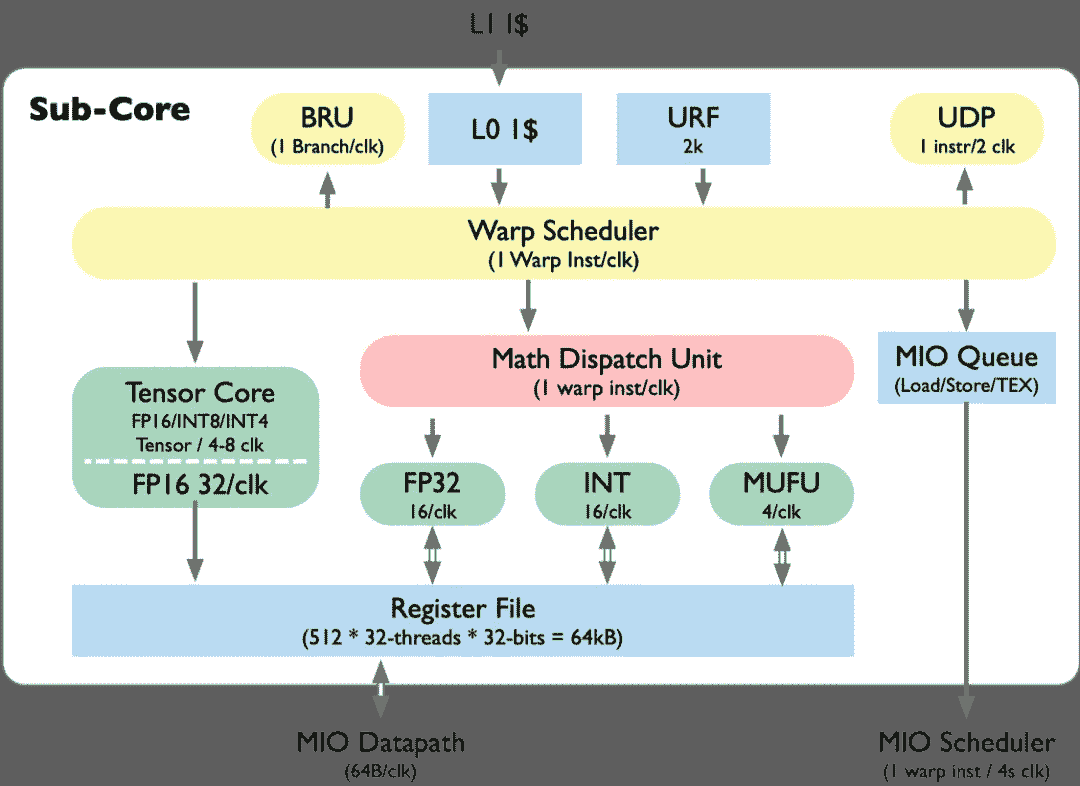 L1 I$
Sub-Core
BRU
(1 Branch/clk)
L0 I$
URF
2k
UDP
1 instr/2 clk
Warp Scheduler
(1 Warp Inst/clk)
Math Dispatch Unit
(1 warp inst/clk)
MIO Queue
(Load/Store/TEX)
Tensor Core
FP16/INT8/INT4
Tensor / 4-8 clk
FP16 32/clk
FP32
16/clk
INT
16/clk
MUFU
4/clk
Register File
(512 * 32-threads * 32-bits = 64kB)
MIO Datapath
(64B/clk)
MIO Scheduler
(1 warp inst / 4s clk)